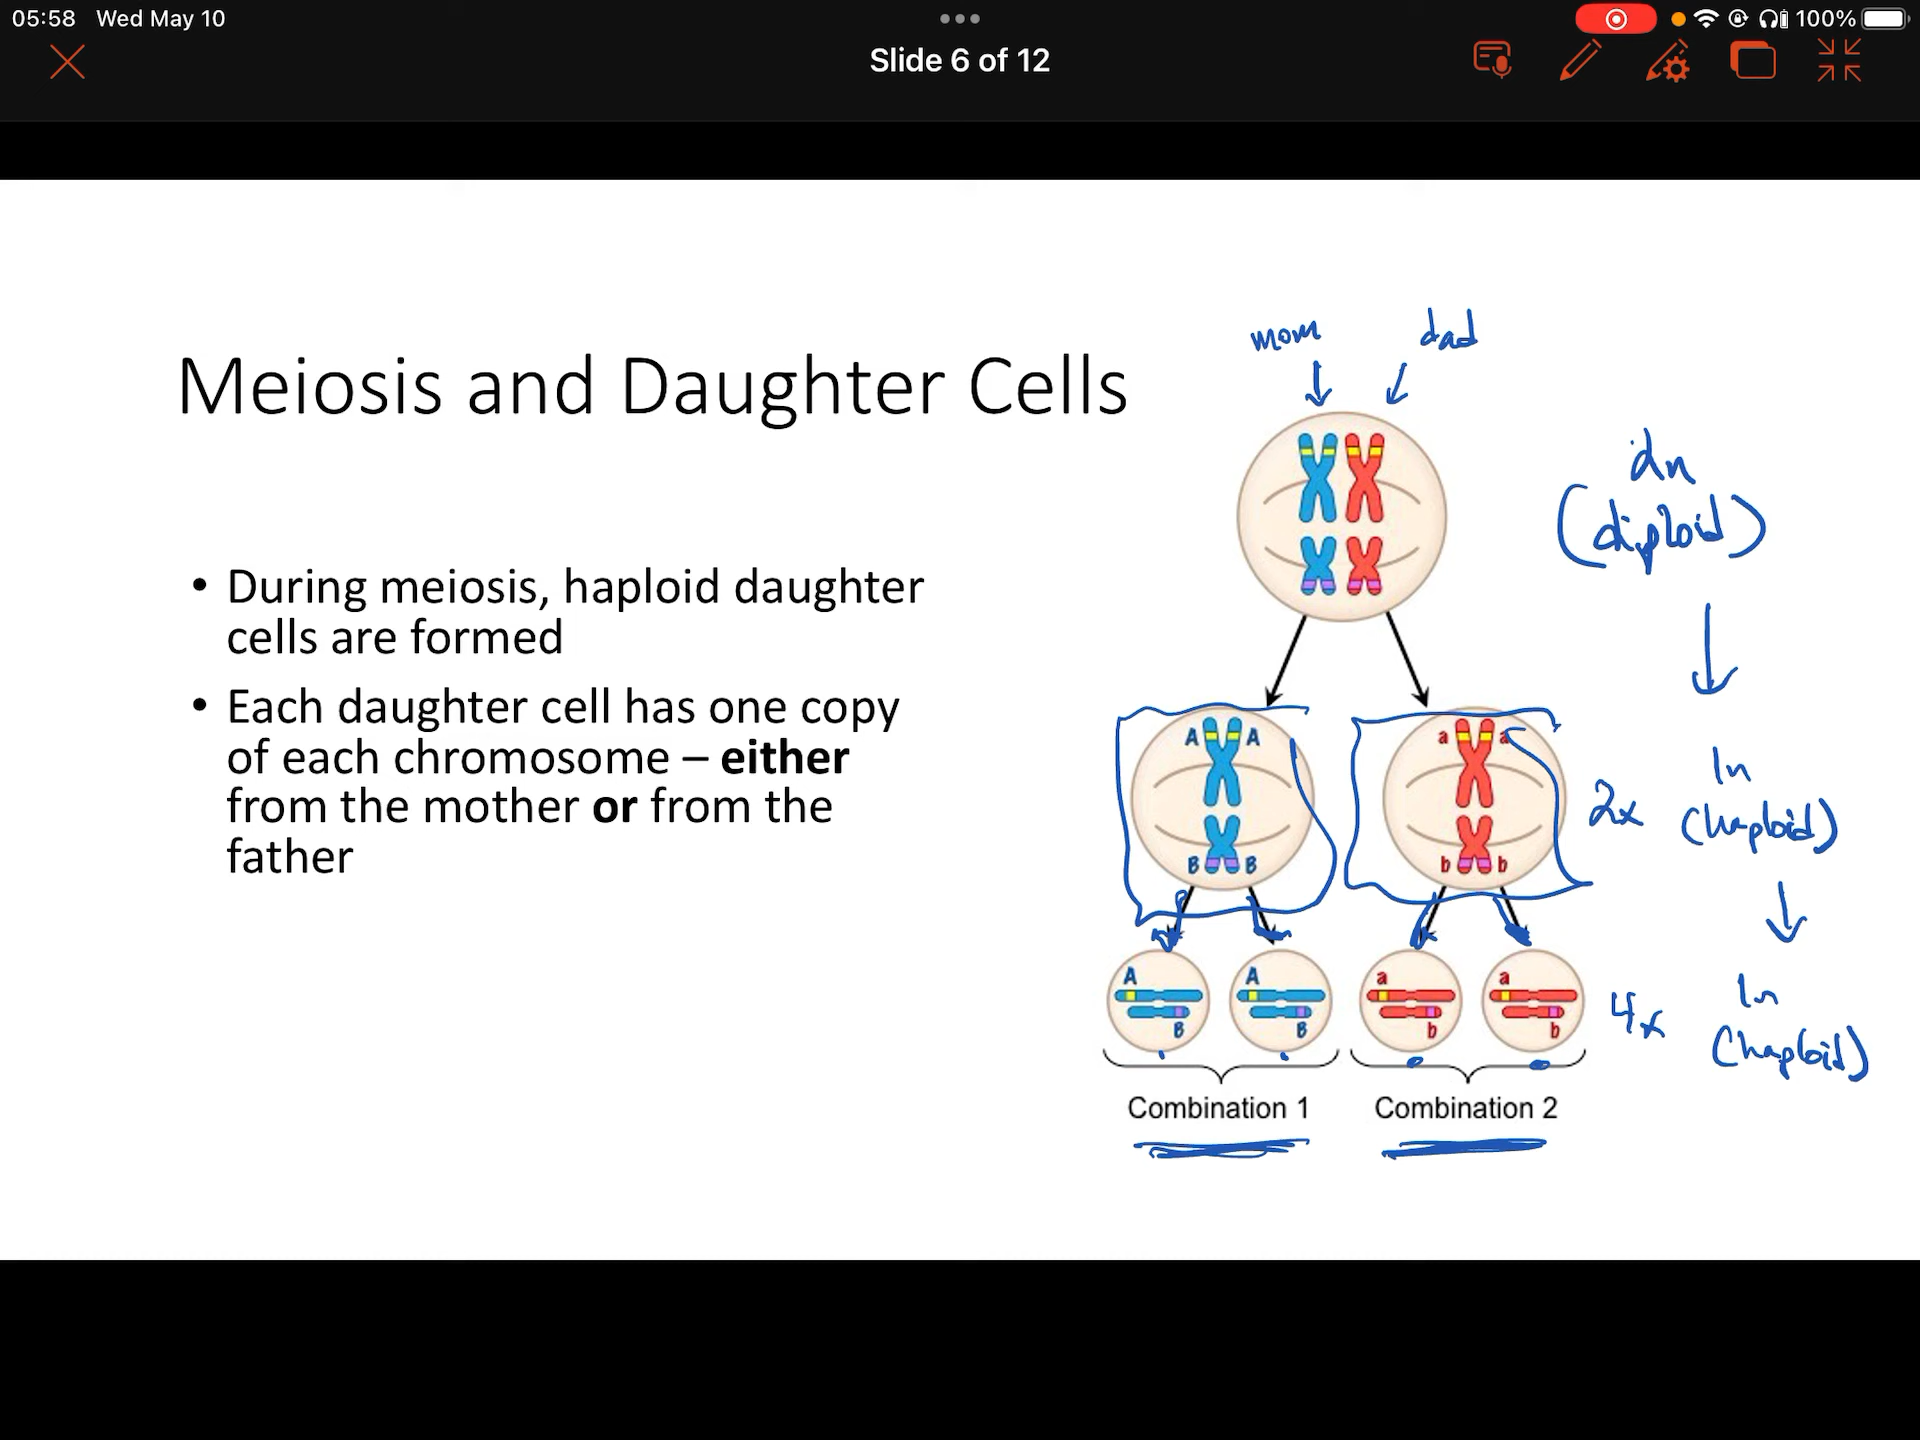 05:58 Wed May 10
100%
Slide 6 of 12
mom dad
Meiosis and Daughter Cells
2n
(diploid)
• During meiosis, haploid daughter
cells are formed
• Each daughter cell has one copy
of each chromosome – either
from the mother or from the
father
A A
a a
B B
b b
2x
1n
(haploid)
A A a a
B B b b
4x
1n
(haploid)
Combination 1 Combination 2